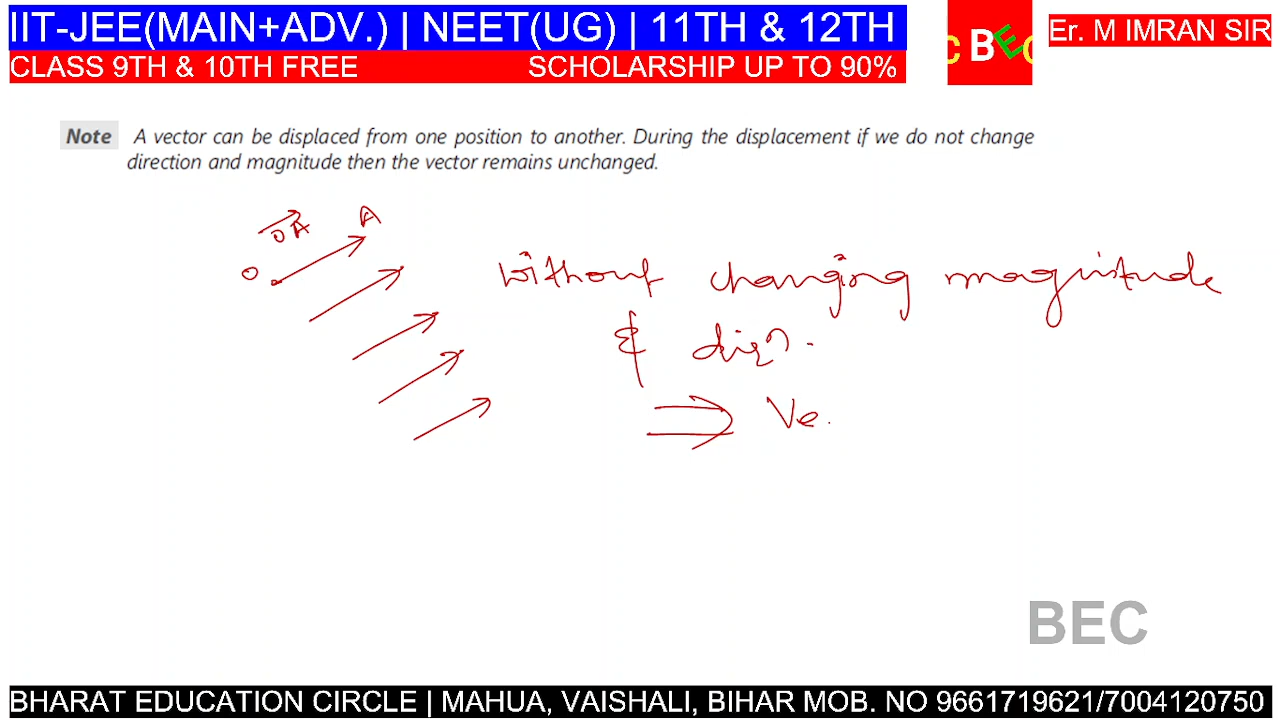 IIT-JEE(MAIN+ADV.) | NEET(UG) | 11TH & 12TH
Er. M IMRAN SIR
C BEC
CLASS 9TH & 10TH FREE SCHOLARSHIP UP TO 90%
Note A vector can be displaced from one position to another. During the displacement if we do not change
direction and magnitude then the vector remains unchanged.
OA A
O
without changing magnitude
& dirn.
⇒ Ve.
BEC
BHARAT EDUCATION CIRCLE | MAHUA, VAISHALI, BIHAR MOB. NO 9661719621/7004120750